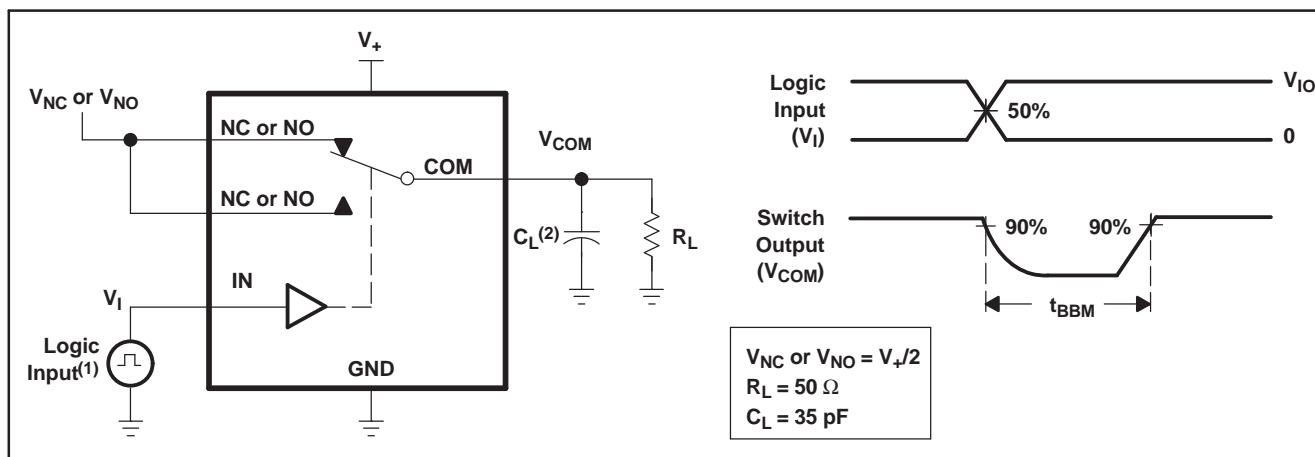 V+
VNC or VNO
NC or NO
COM
VCOM
NC or NO
CL(2)
RL
IN
VI
Logic
Input(1)
GND
Logic
Input
(VI)
50%
VIO
0
Switch
Output
(VCOM)
90%
90%
tBBM
VNC or VNO = V+/2
RL = 50 Ω
CL = 35 pF